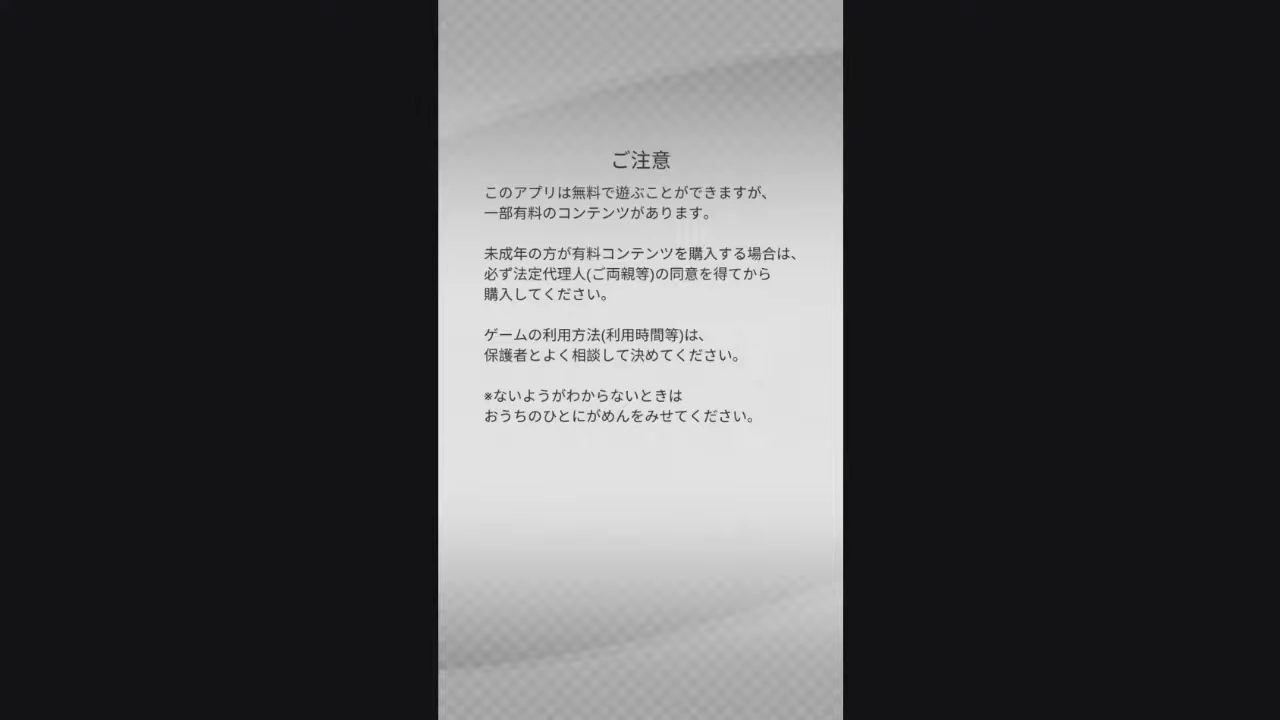 ご注意
このアプリは無料で遊ぶことができますが、
一部有料のコンテンツがあります。
未成年の方が有料コンテンツを購入する場合は、
必ず法定代理人(ご両親等)の同意を得てから
購入してください。
ゲームの利用方法(利用時間等)は、
保護者とよく相談して決めてください。
※ないようがわからないときは
おうちのひとにがめんをみせてください。